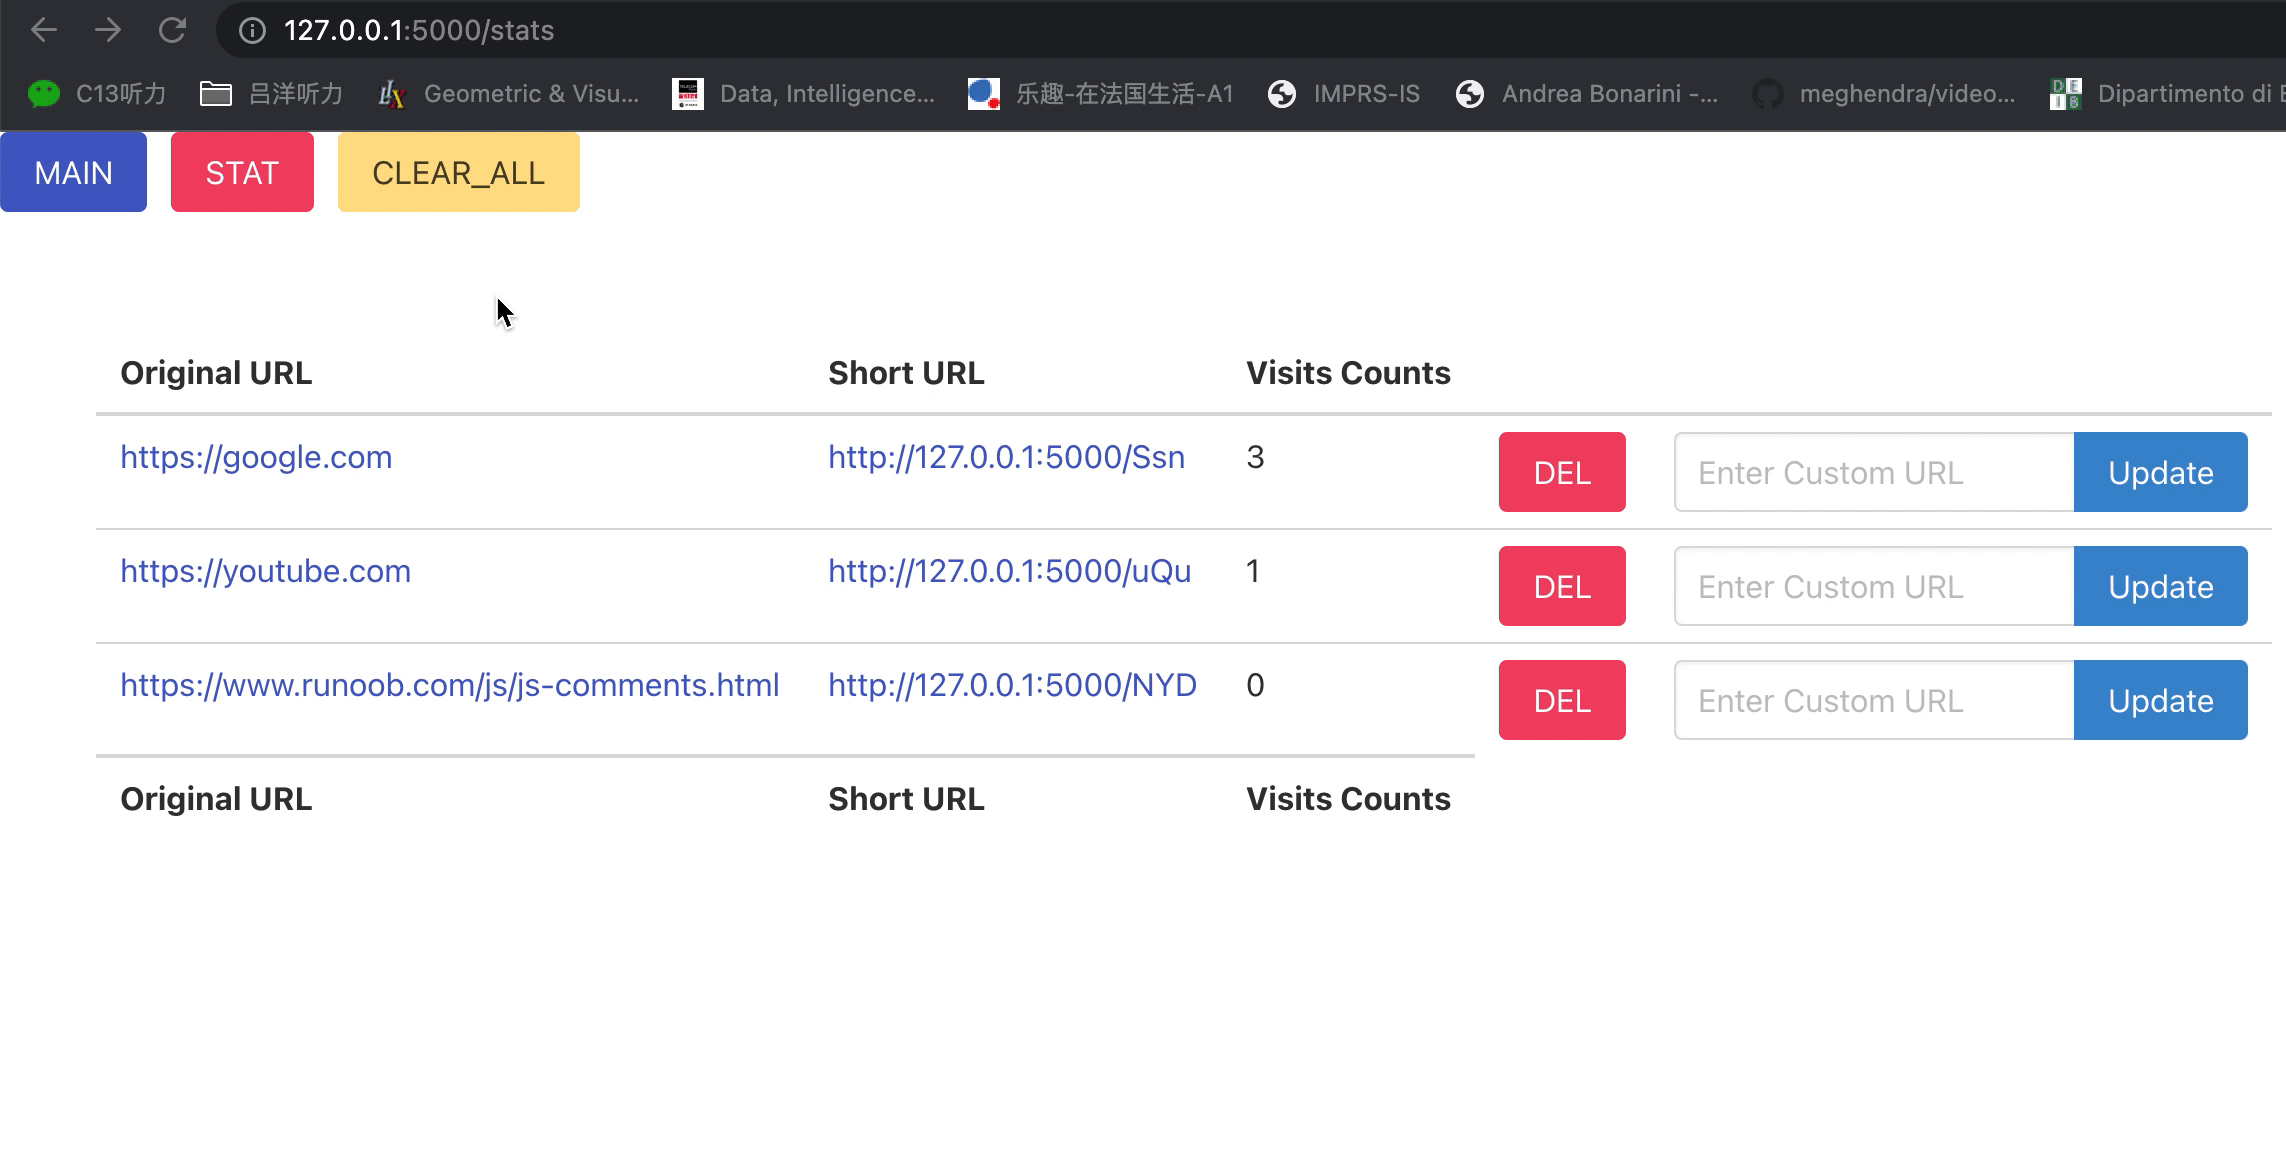 127.0.0.1:5000/stats
C13听力 吕洋听力 Geometric & Visu... Data, Intelligence... 乐趣-在法国生活-A1 IMPRS-IS Andrea Bonarini -... meghendra/video... Dipartimento di
MAIN STAT CLEAR_ALL
Original URL Short URL Visits Counts
https://google.com http://127.0.0.1:5000/Ssn 3 DEL Enter Custom URL Update
https://youtube.com http://127.0.0.1:5000/uQu 1 DEL Enter Custom URL Update
https://www.runoob.com/js/js-comments.html http://127.0.0.1:5000/NYD 0 DEL Enter Custom URL Update
Original URL Short URL Visits Counts